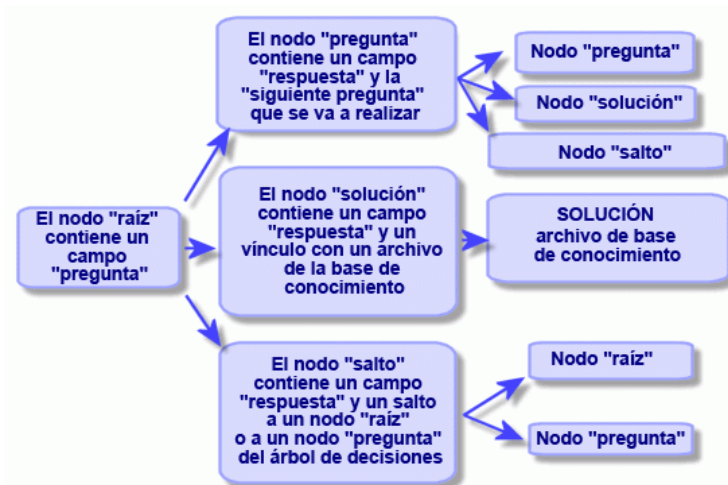 El nodo "raíz"
contiene un
campo
"pregunta"
El nodo "pregunta"
contiene un campo
"respuesta" y la
"siguiente pregunta"
que se va a realizar
Nodo "pregunta"
Nodo "solución"
Nodo "salto"
El nodo "solución"
contiene un campo
"respuesta" y un
vínculo con un archivo
de la base de
conocimiento
SOLUCIÓN
archivo de base
de conocimiento
El nodo "salto"
contiene un campo
"respuesta" y un salto
a un nodo "raíz"
o a un nodo "pregunta"
del árbol de decisiones
Nodo "raíz"
Nodo "pregunta"